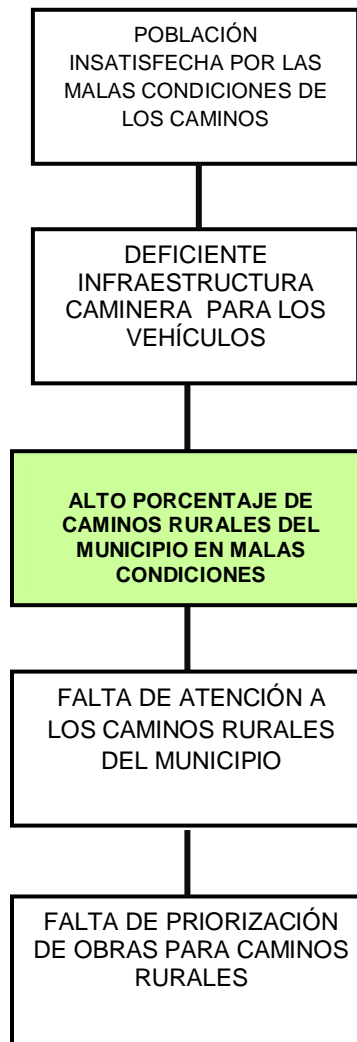 POBLACIÓN
INSATISFECHA POR LAS
MALAS CONDICIONES DE
LOS CAMINOS
DEFICIENTE
INFRAESTRUCTURA
CAMINERA PARA LOS
VEHÍCULOS
ALTO PORCENTAJE DE
CAMINOS RURALES DEL
MUNICIPIO EN MALAS
CONDICIONES
FALTA DE ATENCIÓN A
LOS CAMINOS RURALES
DEL MUNICIPIO
FALTA DE PRIORIZACIÓN
DE OBRAS PARA CAMINOS
RURALES